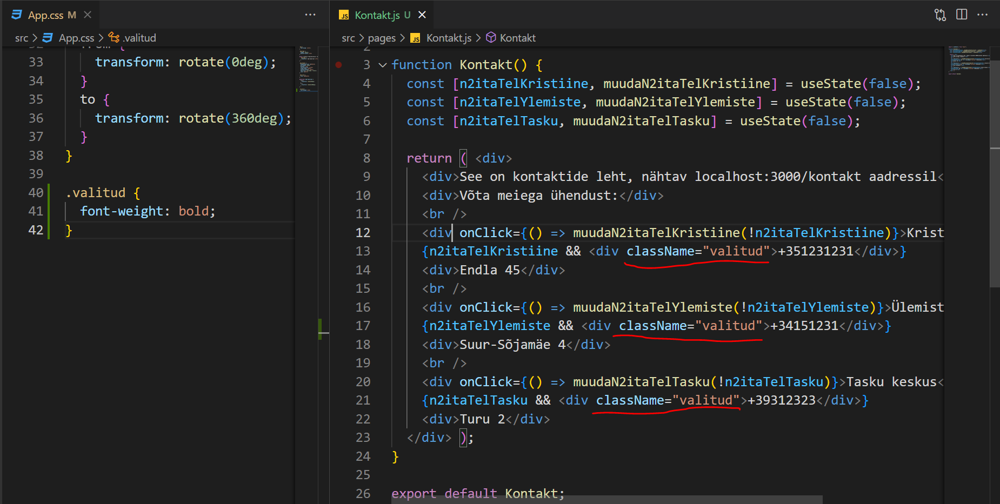 App.css M
src > App.css > .valitud
33 transform: rotate(0deg);
34 }
35 to {
36 transform: rotate(360deg);
37 }
38 }
39
40 .valitud {
41 font-weight: bold;
42 }
JS Kontakt.js U
src > pages > JS Kontakt.js > Kontakt
2
3 function Kontakt() {
4 const [n2itaTelKristiine, muudaN2itaTelKristiine] = useState(false);
5 const [n2itaTelYlemiste, muudaN2itaTelYlemiste] = useState(false);
6 const [n2itaTelTasku, muudaN2itaTelTasku] = useState(false);
7
8 return ( <div>
9 <div>See on kontaktide leht, nähtav localhost:3000/kontakt aadressil<
10 <div>Võta meiega ühendust:</div>
11 <br />
12 <div onClick={() => muudaN2itaTelKristiine(!n2itaTelKristiine)}>Krist
13 {n2itaTelKristiine && <div className="valitud">+351231231</div>}
14 <div>Endla 45</div>
15 <br />
16 <div onClick={() => muudaN2itaTelYlemiste(!n2itaTelYlemiste)}>Ülemist
17 {n2itaTelYlemiste && <div className="valitud">+34151231</div>}
18 <div>Suur-Sõjamäe 4</div>
19 <br />
20 <div onClick={() => muudaN2itaTelTasku(!n2itaTelTasku)}>Tasku keskus<
21 {n2itaTelTasku && <div className="valitud">+39312323</div>}
22 <div>Turu 2</div>
23 </div> );
24 }
25
26 export default Kontakt;